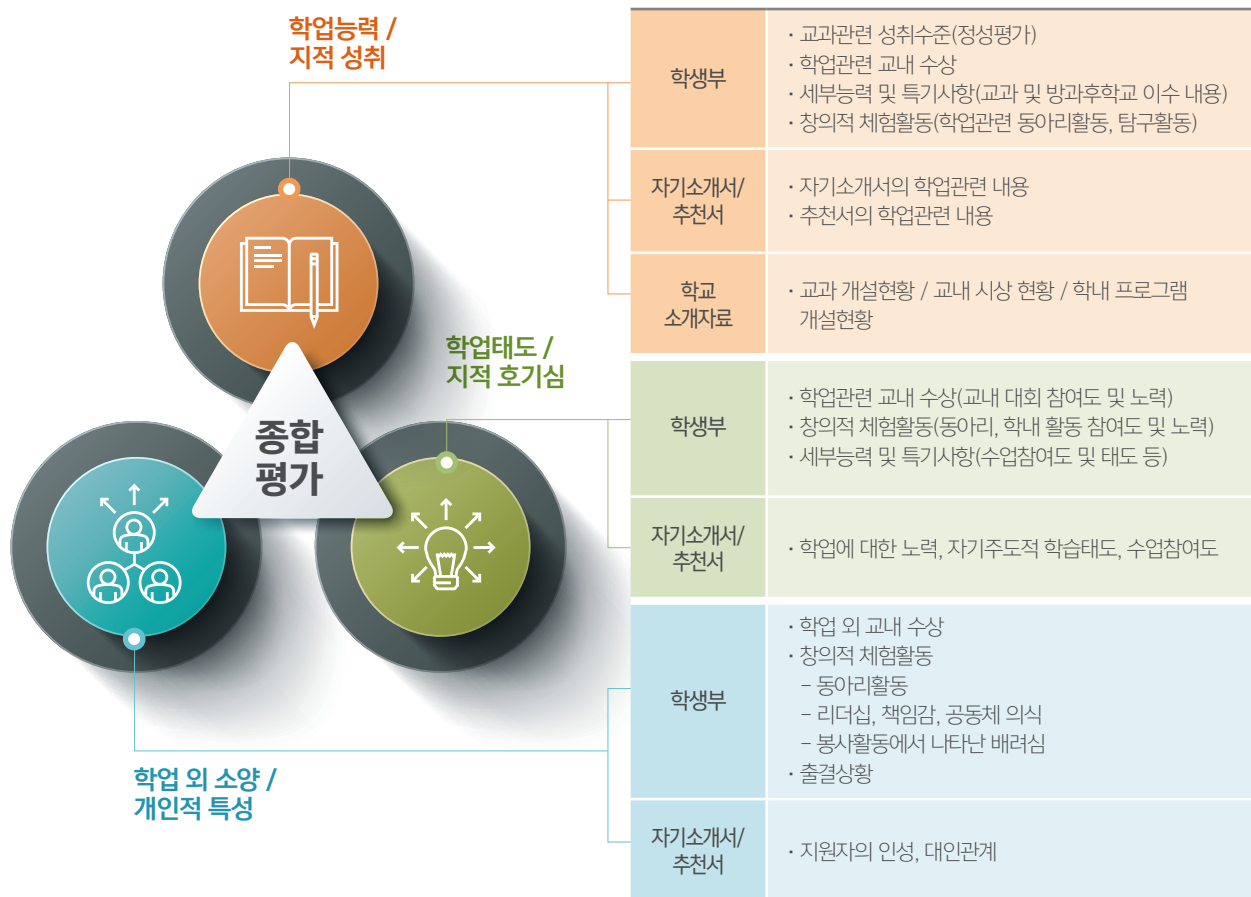 학업능력 /
지적 성취
학생부
· 교과관련 성취수준(정성평가)
· 학업관련 교내 수상
· 세부능력 및 특기사항(교과 및 방과후학교 이수 내용)
· 창의적 체험활동(학업관련 동아리활동, 탐구활동)
자기소개서/
추천서
· 자기소개서의 학업관련 내용
· 추천서의 학업관련 내용
학교
소개자료
· 교과 개설현황 / 교내 시상 현황 / 학내 프로그램
개설현황
학업태도 /
지적 호기심
학생부
· 학업관련 교내 수상(교내 대회 참여도 및 노력)
· 창의적 체험활동(동아리, 학내 활동 참여도 및 노력)
· 세부능력 및 특기사항(수업참여도 및 태도 등)
자기소개서/
추천서
· 학업에 대한 노력, 자기주도적 학습태도, 수업참여도
종합
평가
학업 외 소양 /
개인적 특성
학생부
· 학업 외 교내 수상
· 창의적 체험활동
– 동아리활동
– 리더십, 책임감, 공동체 의식
– 봉사활동에서 나타난 배려심
· 출결상황
자기소개서/
추천서
· 지원자의 인성, 대인관계